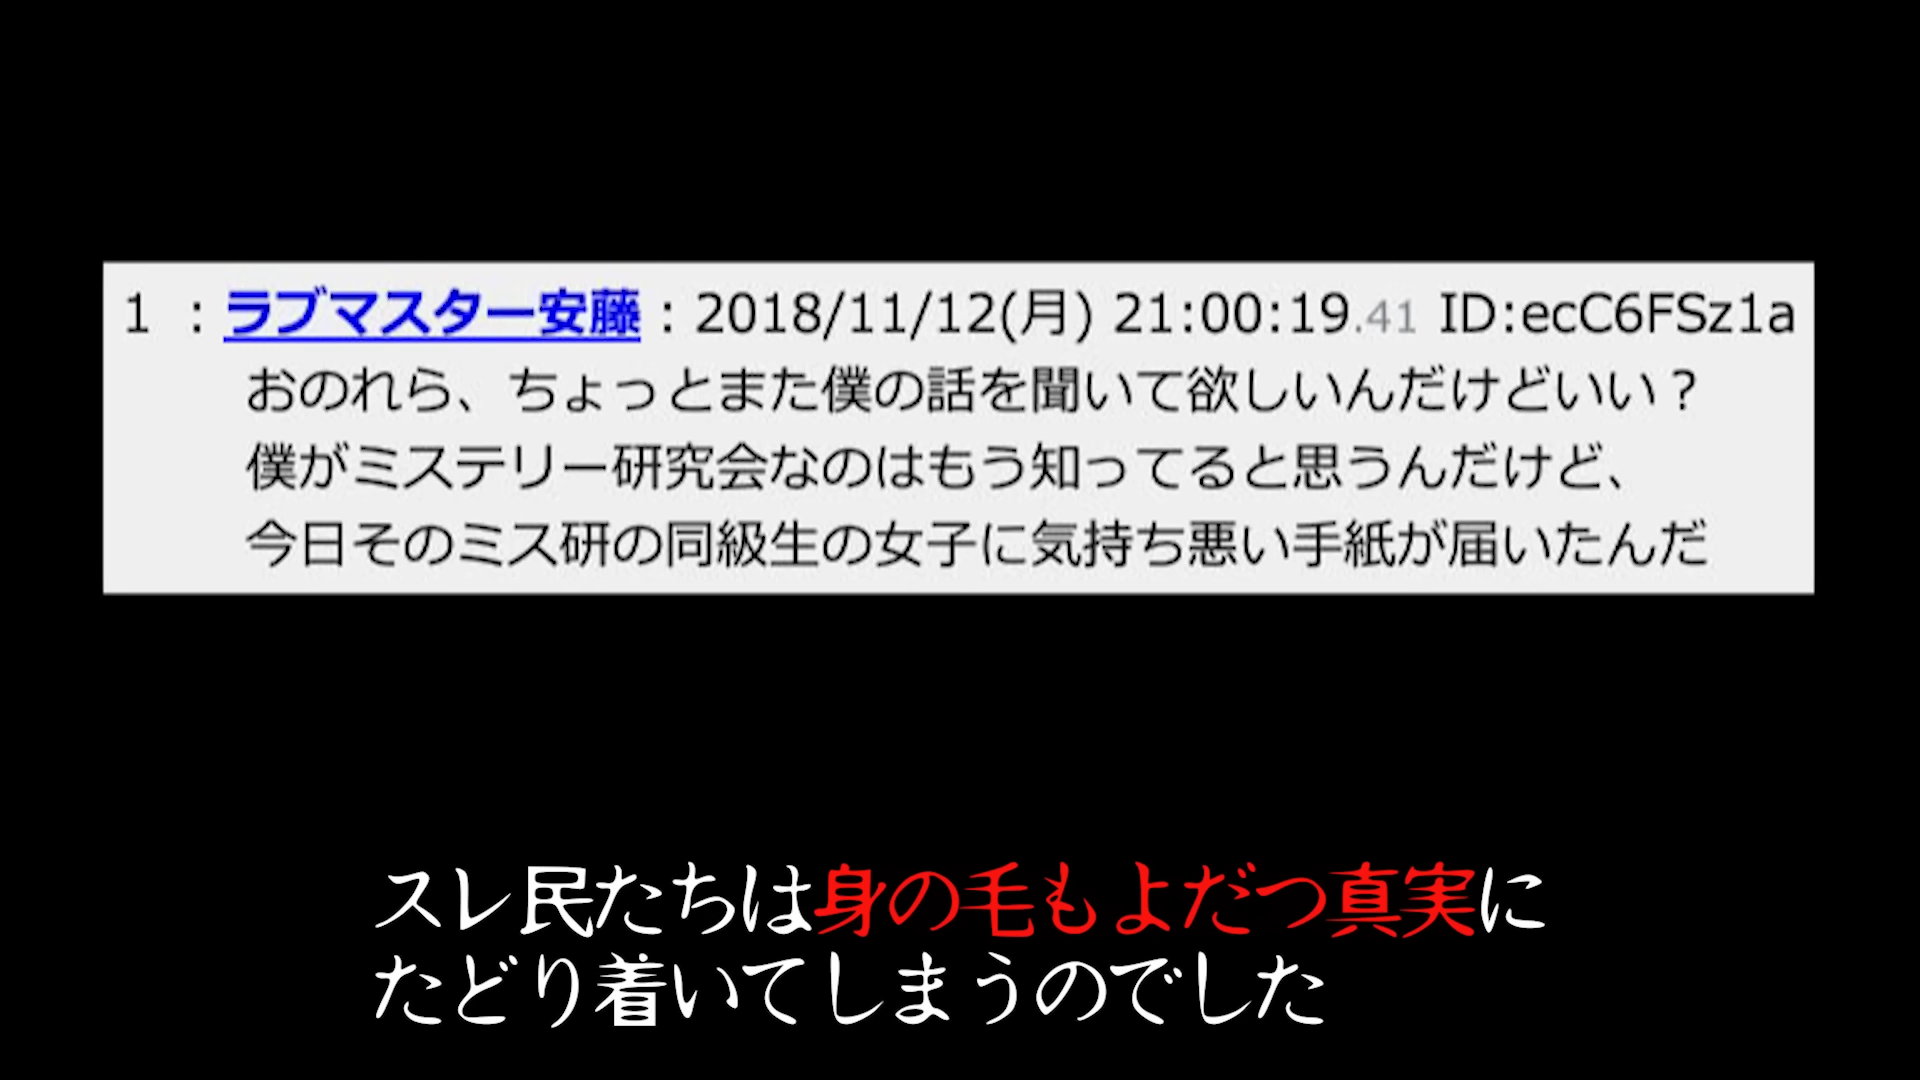 1 ：ラブマスター安藤：2018/11/12(月) 21:00:19.41 ID:ecC6FSz1a
おのれら、ちょっとまた僕の話を聞いて欲しいんだけどいい？
僕がミステリー研究会なのはもう知ってると思うんだけど、
今日そのミス研の同級生の女子に気持ち悪い手紙が届いたんだ
スレ民たちは身の毛もよだつ真実に
たどり着いてしまうのでした